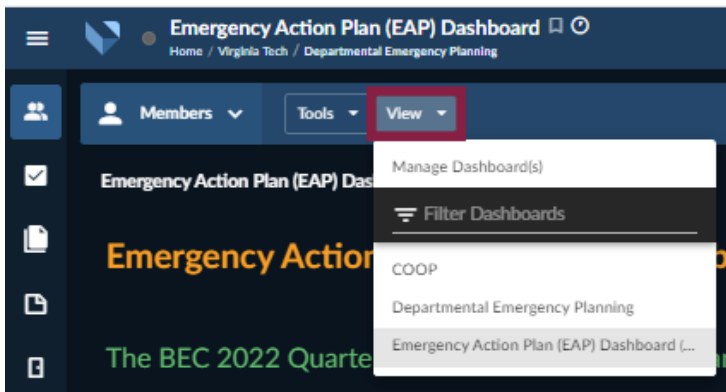 Emergency Action Plan (EAP) Dashboard
Home / Virginia Tech / Departmental Emergency Planning
Members
Tools
View
Manage Dashboard(s)
Emergency Action Plan (EAP) Das
Filter Dashboards
Emergency Action
COOP
Departmental Emergency Planning
Emergency Action Plan (EAP) Dashboard (...
The BEC 2022 Quarte